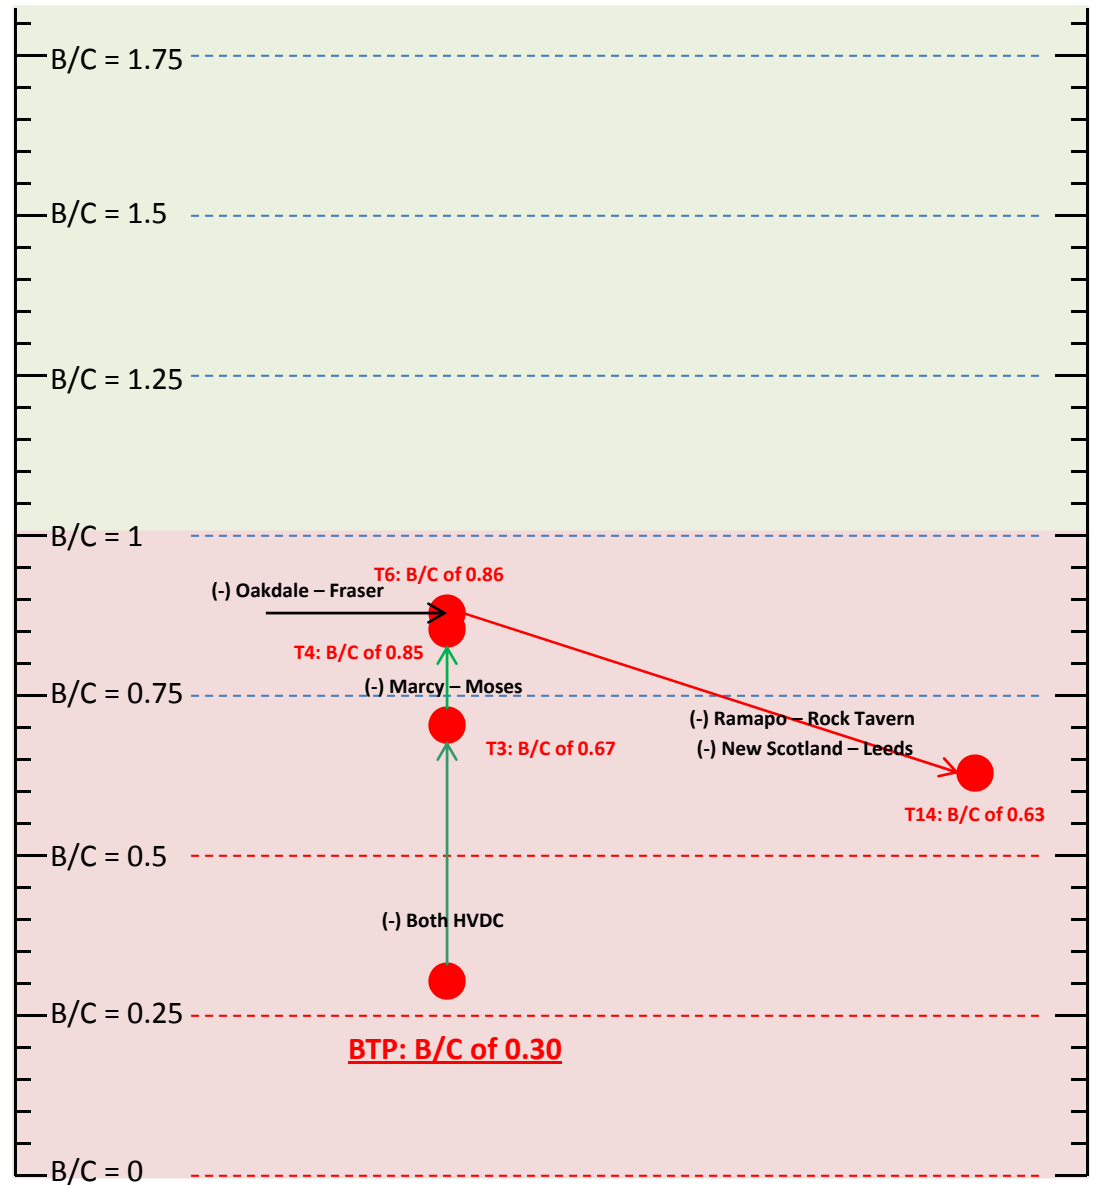 B/C = 1.75
B/C = 1.5
B/C = 1.25
B/C = 1
T6: B/C of 0.86
(-) Oakdale – Fraser
T4: B/C of 0.85
(-) Marcy – Moses
B/C = 0.75
(-) Ramapo – Rock Tavern
T3: B/C of 0.67
(-) New Scotland – Leeds
T14: B/C of 0.63
B/C = 0.5
(-) Both HVDC
B/C = 0.25
BTP: B/C of 0.30
B/C = 0